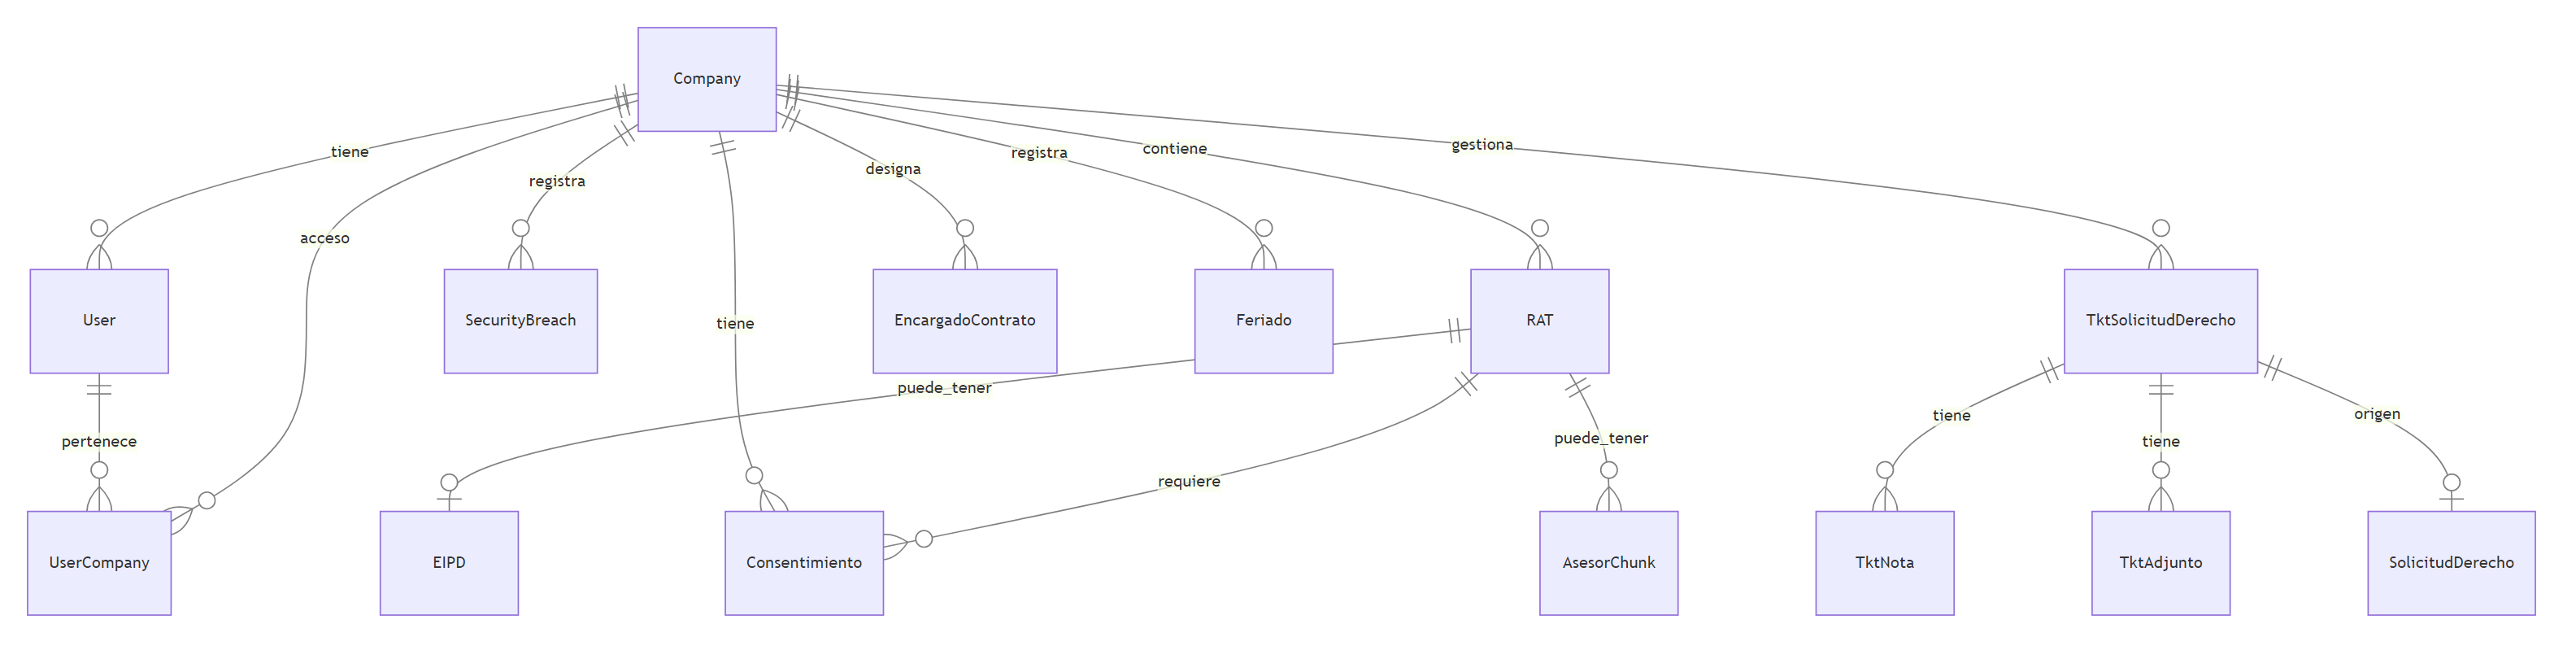 Company
tiene
registra
designa
registra
contiene
gestiona
acceso
User
SecurityBreach
tiene
EncargadoContrato
Feriado
RAT
TktSolicitudDerecho
pertenece
puede_tener
requiere
puede_tener
tiene
tiene
origen
UserCompany
EIPD
Consentimiento
AsesorChunk
TktNota
TktAdjunto
SolicitudDerecho